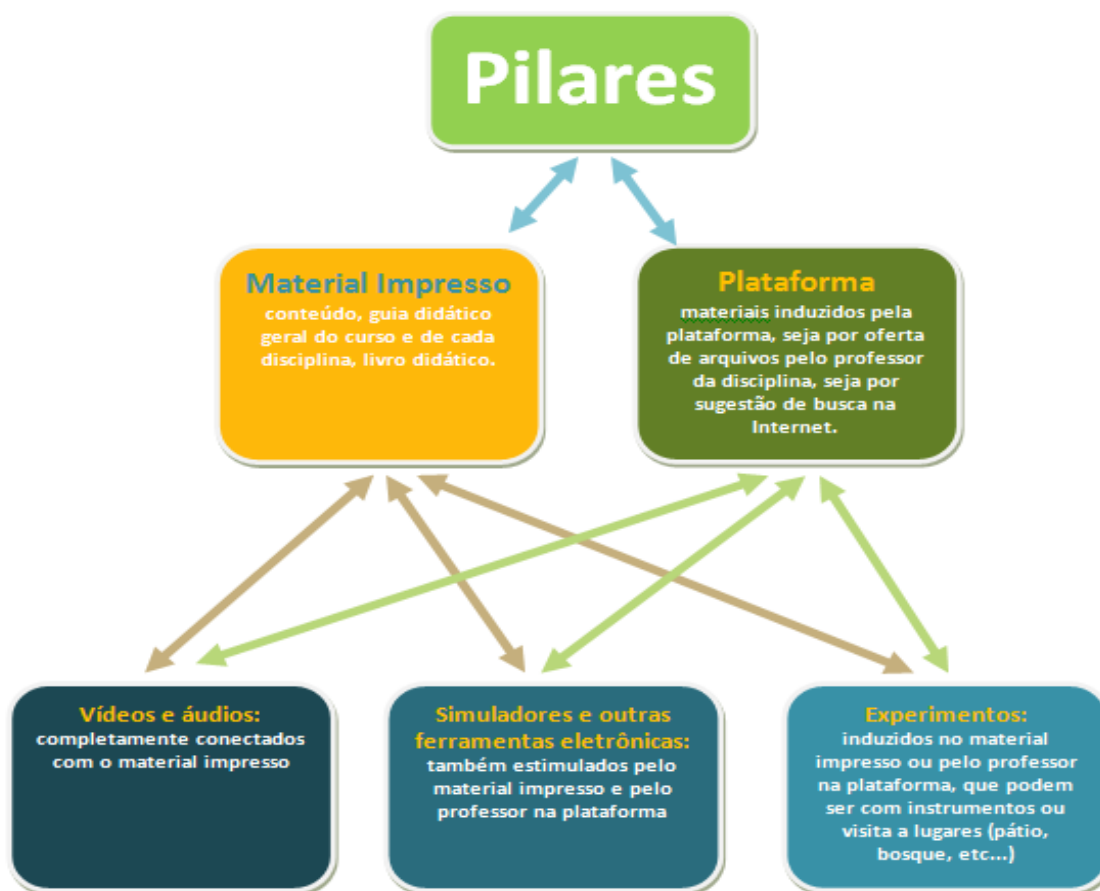 Pilares
Material Impresso
conteúdo, guia didático
geral do curso e de cada
disciplina, livro didático.
Plataforma
materiais induzidos pela
plataforma, seja por oferta
de arquivos pelo professor
da disciplina, seja por
sugestão de busca na
Internet.
Vídeos e áudios:
completamente conectados
com o material impresso
Simuladores e outras
ferramentas eletrônicas:
também estimulados pelo
material impresso e pelo
professor na plataforma
Experimentos:
induzidos no material
impresso ou pelo professor
na plataforma, que podem
ser com instrumentos ou
visita a lugares (pátio,
bosque, etc...)